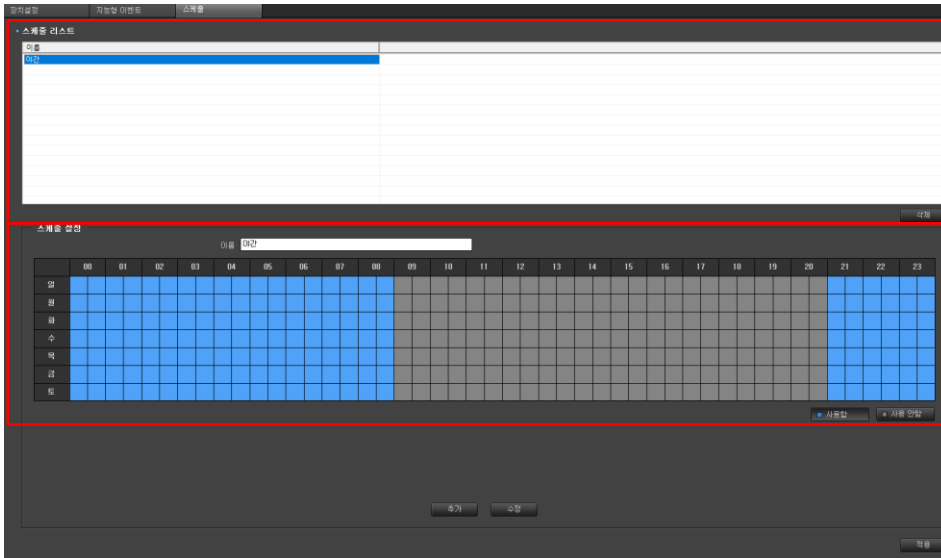 장치설정 지능형 이벤트 스케줄
스케줄 리스트
이름
야간
삭제
스케줄 설정
이름 야간
00 01 02 03 04 05 06 07 08 09 10 11 12 13 14 15 16 17 18 19 20 21 22 23
일
월
화
수
목
금
토
사용함 사용 안함
추가 수정
적용